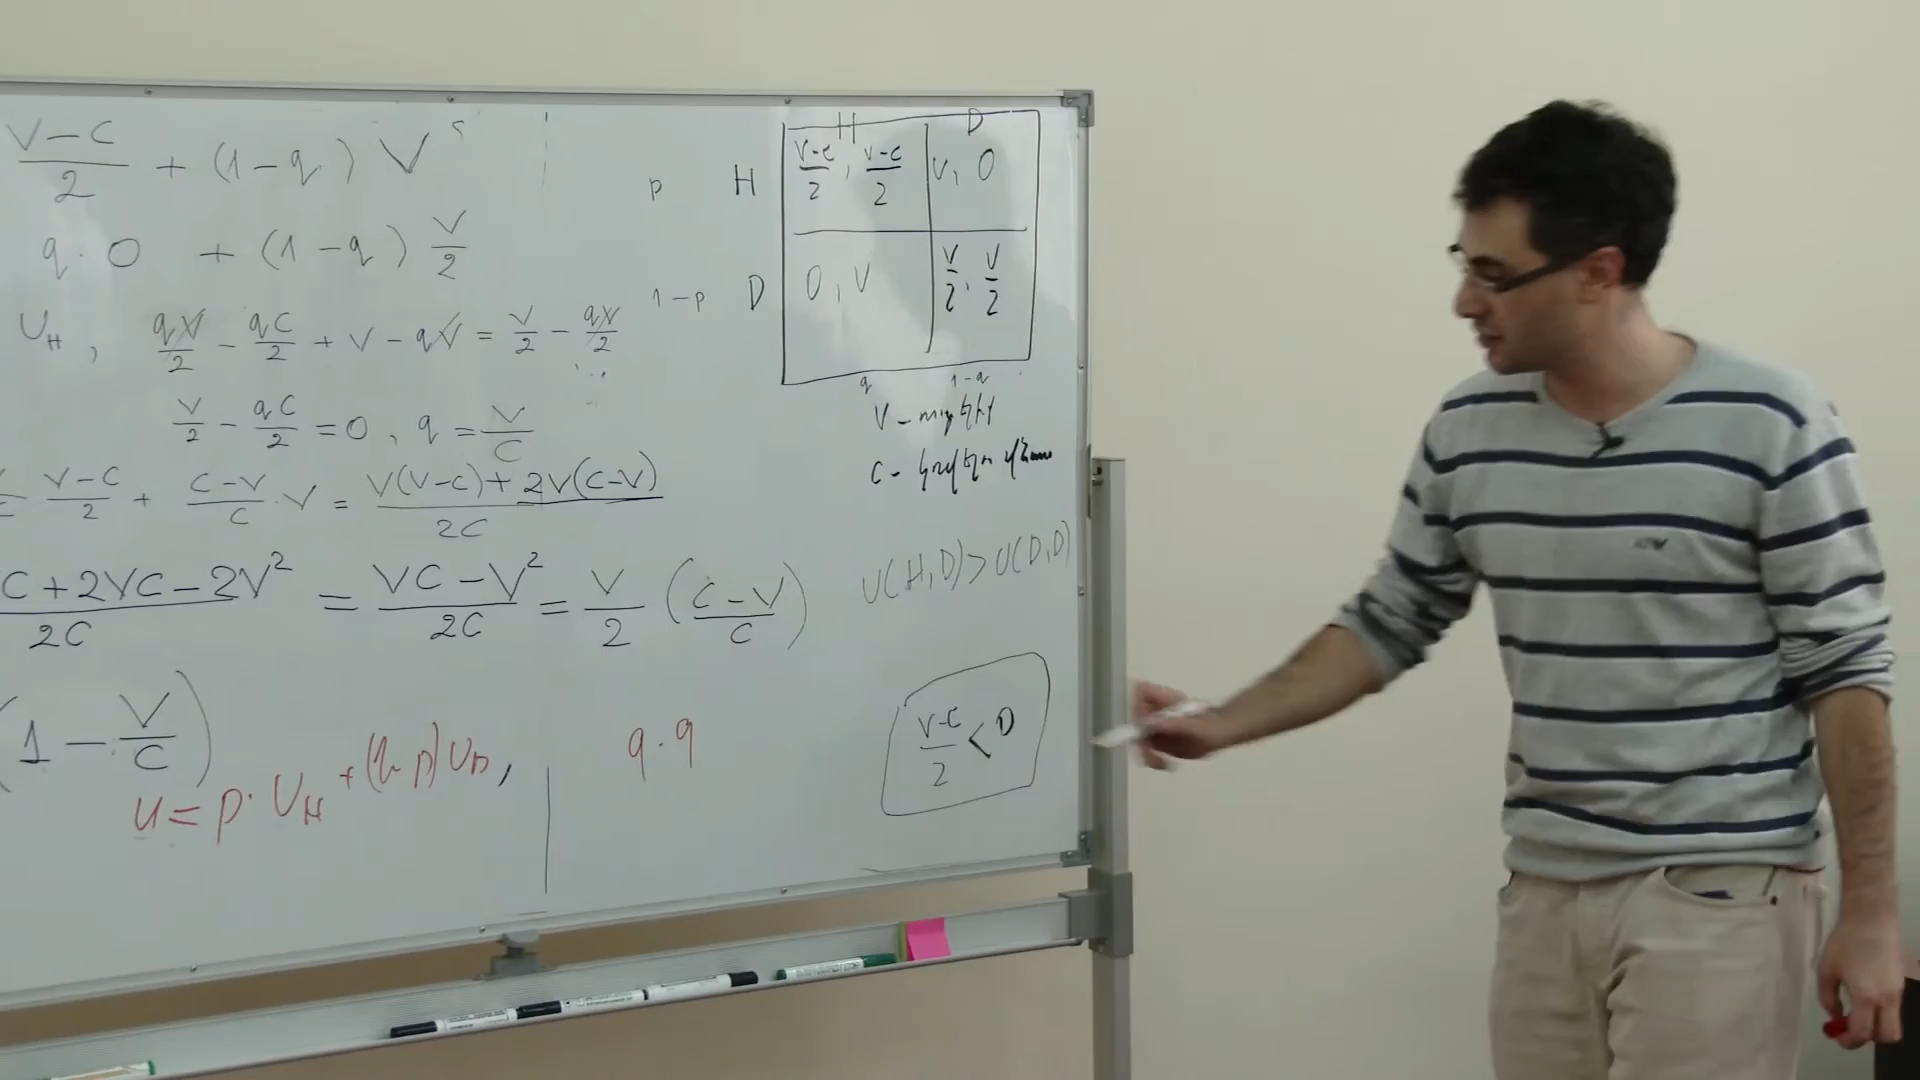 V-C/2 + (1-q) V
q·0 + (1-q) V/2
U_H, qV/2 - qC/2 + V - qV = V/2 - qV/2
V/2 - qC/2 = 0, q = V/C
V-C/2 + C-V/C · V = V(V-C)+2V(C-V)/2C
C+2VC-2V²/2C = VC-V²/2C = V/2 (C-V/C)
(1 - V/C)
u = p· U_H + (1-p) U_D,
q·q
H D
p H V-C/2, V-C/2 V, 0
1-p D 0, V V/2, V/2
q 1-q
V -
C -
U(H,D)>U(D,D)
V-C/2 < 0